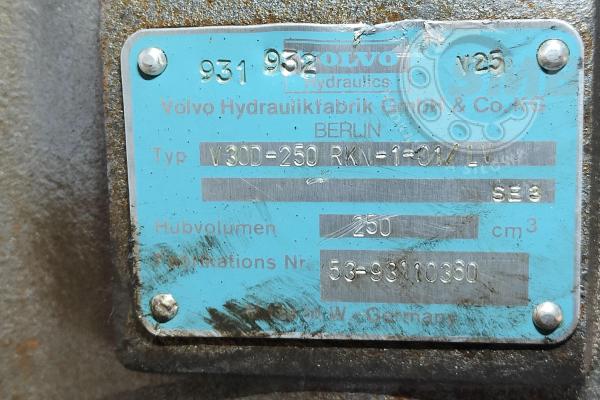 931 932 VOLVO V25
Hydraulics
Volvo Hydraulikfabrik GmbH & Co. KG
BERLIN
Typ V30D-250 RKN-1-01/LV
SE3
Hubvolumen 250 cm³
Fabrikations Nr. 53-93110360
W-Germany